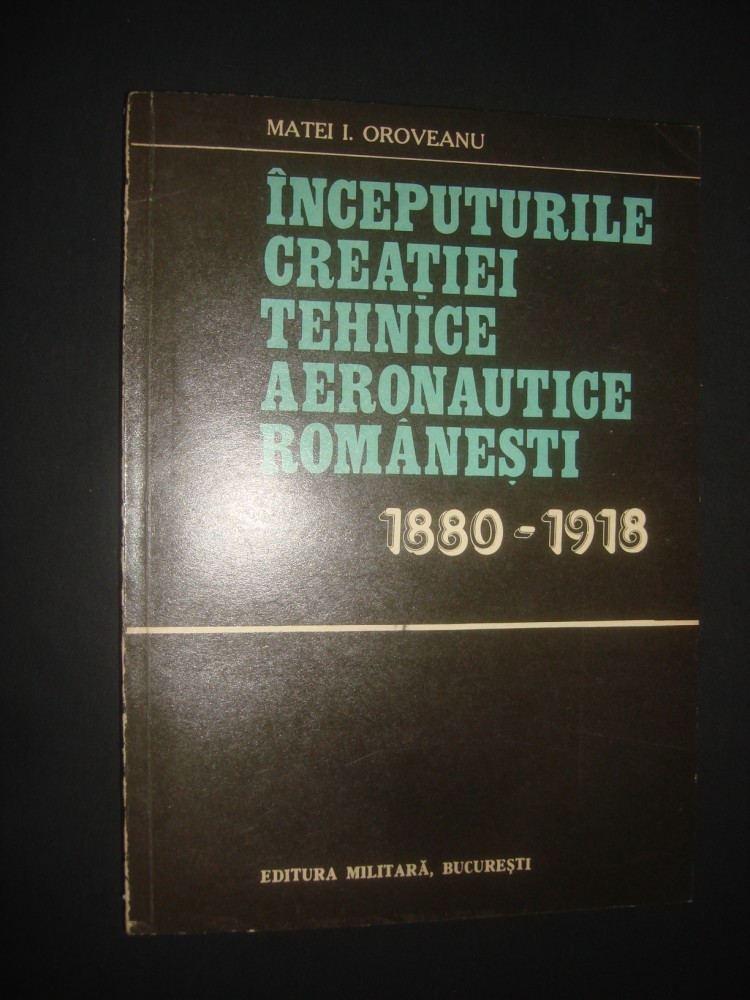 MATEI I. OROVEANU
ÎNCEPUTURILE
CREAȚIEI
TEHNICE
AERONAUTICE
ROMÂNEȘTI
1880-1918
EDITURA MILITARĂ, BUCUREȘTI